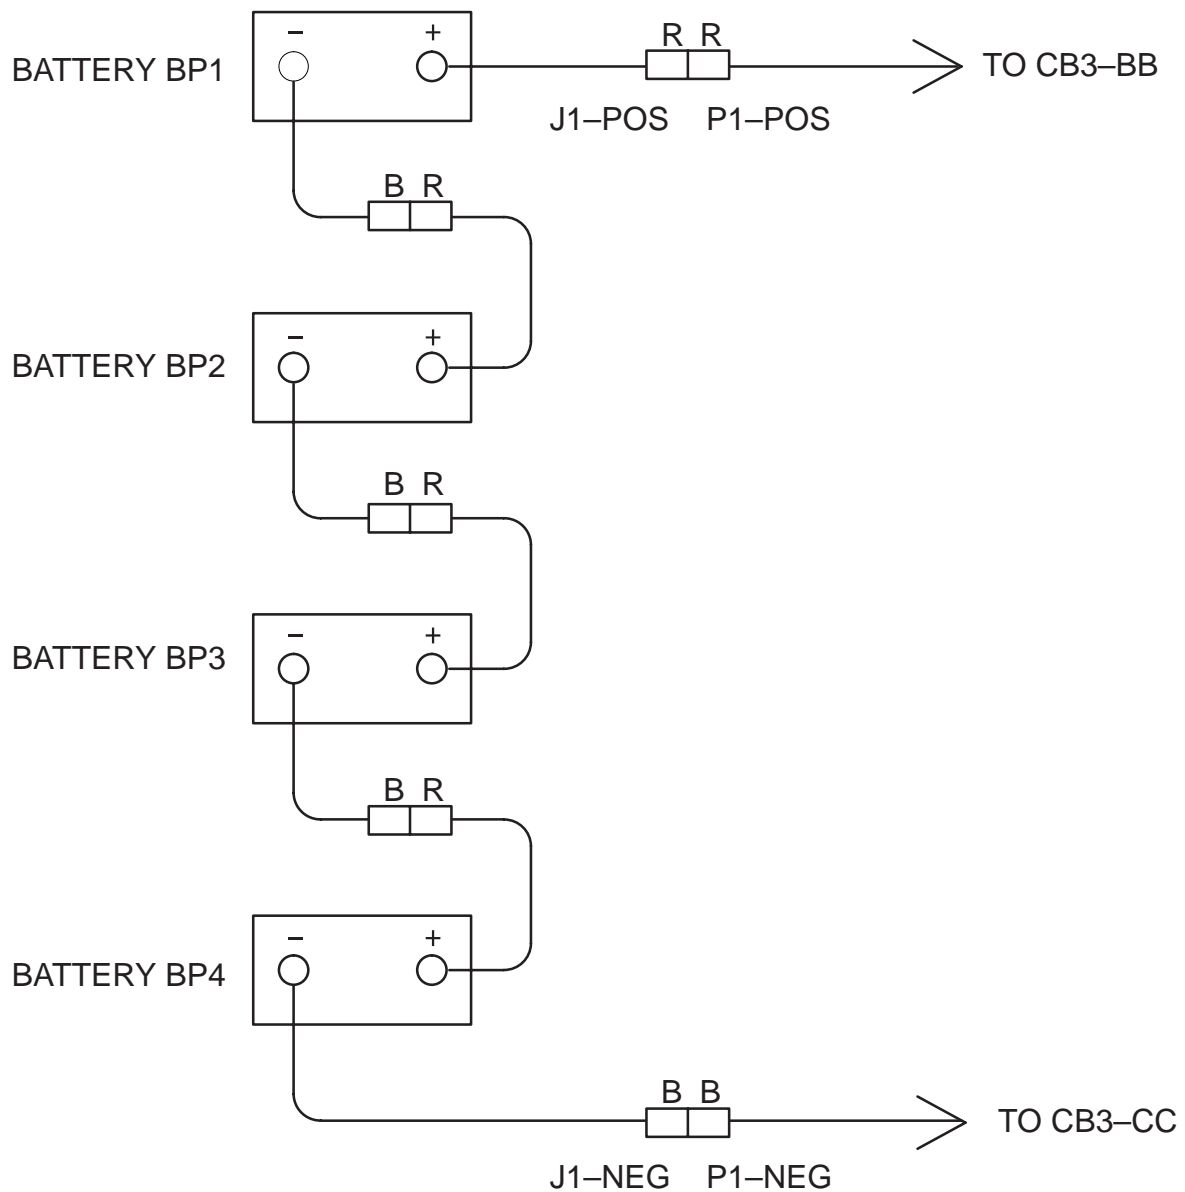 − +
R R
BATTERY BP1
TO CB3–BB
J1–POS P1–POS
B R
− +
BATTERY BP2
B R
− +
BATTERY BP3
B R
− +
BATTERY BP4
B B
TO CB3–CC
J1–NEG P1–NEG